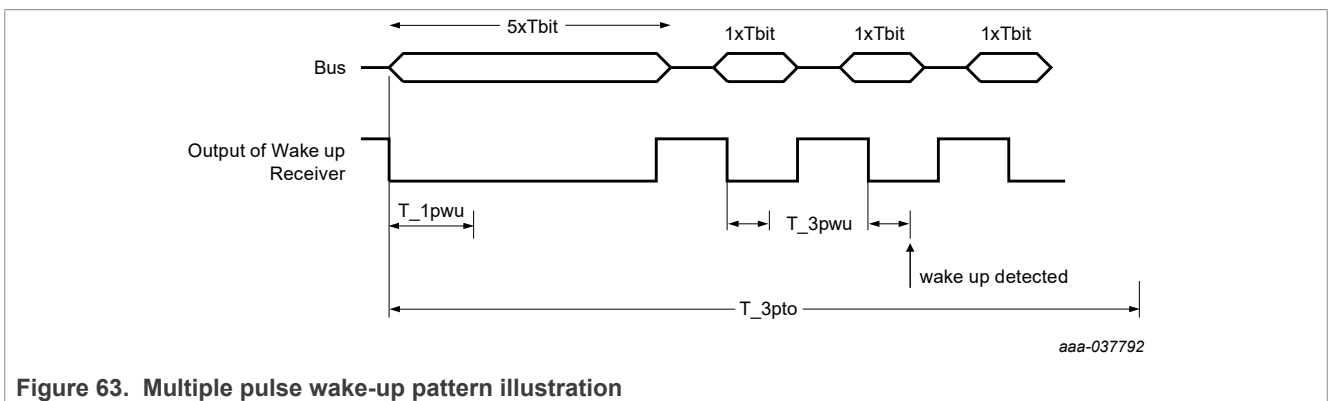 5xTbit
1xTbit 1xTbit 1xTbit
Bus
Output of Wake up
Receiver
T_1pwu
T_3pwu
wake up detected
T_3pto
aaa-037792
Figure 63. Multiple pulse wake-up pattern illustration